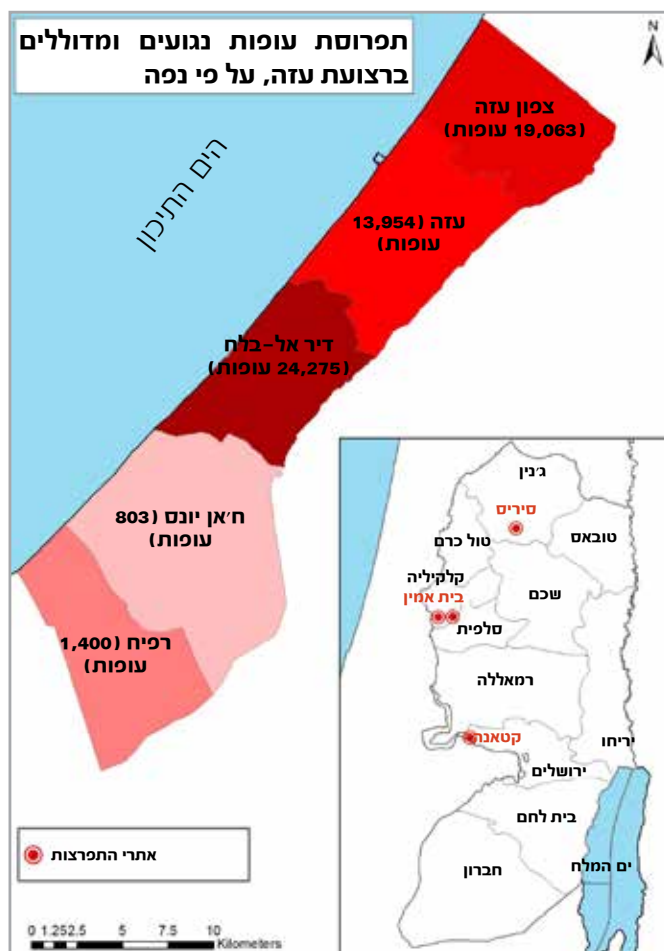 תפרוסת עופות נגועים ומדוללים
ברצועת עזה, על פי נפה
N
צפון עזה
(19,063 עופות)
הים התיכון
עזה (13,954
עופות)
דיר אל-בלח
(24,275 עופות)
ח'אן יונס (803
עופות)
רפיח (1,400
עופות)
אתרי התפרצות
0 1.25 2.5 5 7.5 10
Kilometers
ג'נין
סיריס
טובאס
טול כרם
קלקיליה
בית אמין
שכם
סלפית
רמאללה
קטאנה
יריחו
ירושלים
בית לחם
ים המלח
חברון